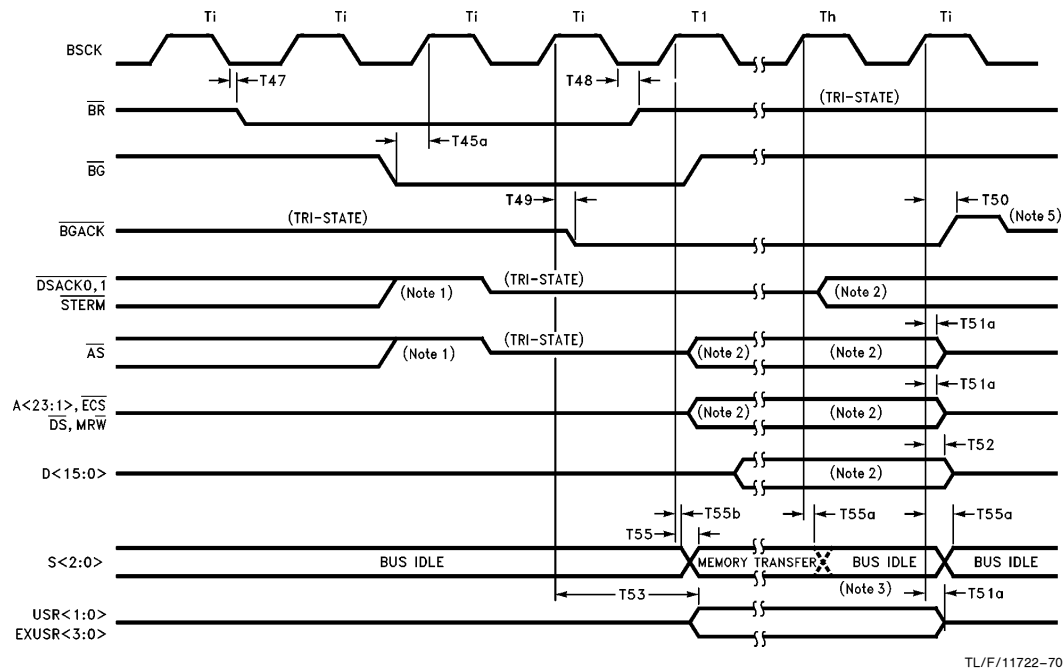 Ti Ti Ti Ti T1 Th Ti
BSCK
T47 T48
BR (TRI-STATE)
T45a
BG
T49 T50
(TRI-STATE) (Note 5)
BGACK
DSACK0,1 (TRI-STATE)
(Note 1) (Note 2)
STERM
T51a
(TRI-STATE)
AS (Note 1) (Note 2) (Note 2)
T51a
A<23:1>, ECS
(Note 2) (Note 2)
DS, MRW
T52
D<15:0> (Note 2)
T55b T55a T55a
T55
S<2:0> BUS IDLE MEMORY TRANSFER BUS IDLE BUS IDLE
(Note 3)
T53 T51a
USR<1:0>
EXUSR<3:0>
TL/F/11722-70